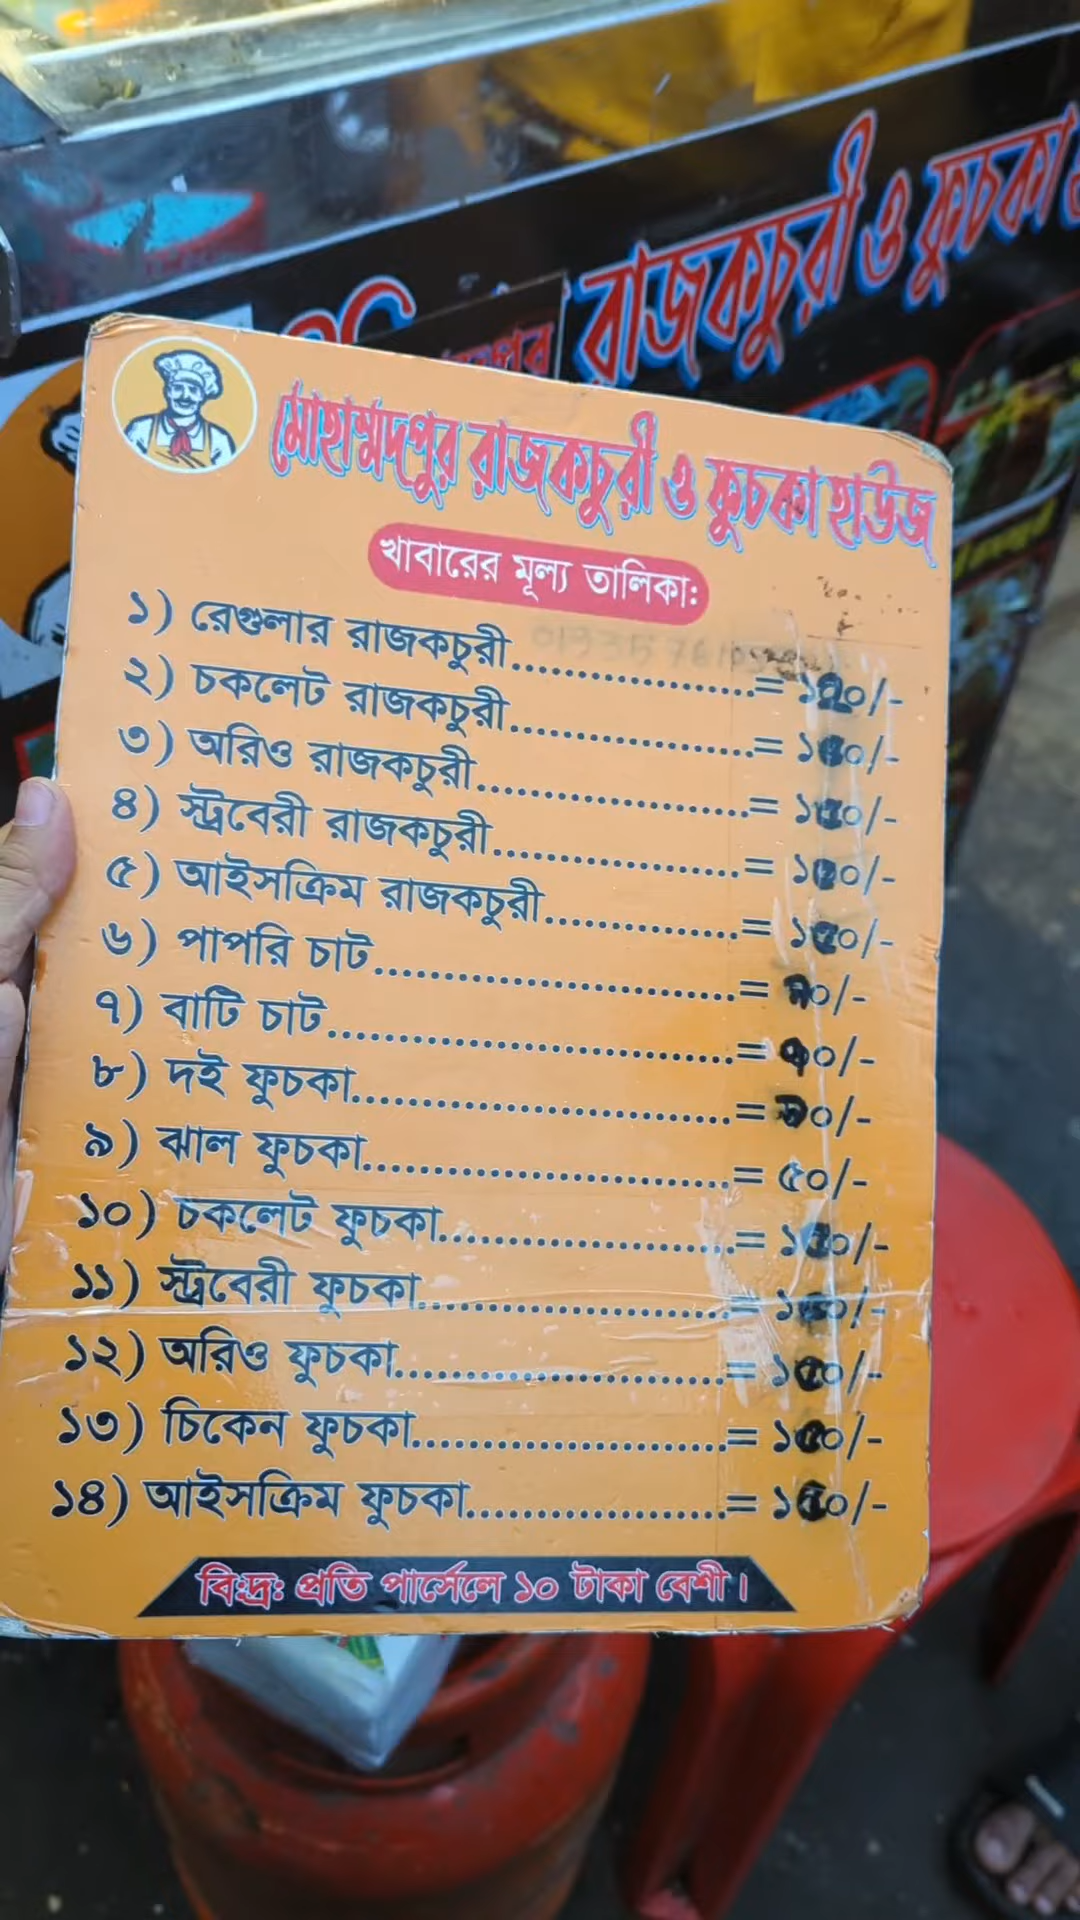 রাজকচুরী ও ফুচকা
মোহাম্মদপুর রাজকচুরী ও ফুচকা হাউজ
খাবারের মূল্য তালিকা:
১) রেগুলার রাজকচুরী = ১২০/-
২) চকলেট রাজকচুরী =
৩) অরিও রাজকচুরী =
৪) স্ট্রবেরী রাজকচুরী =
৫) আইসক্রিম রাজকচুরী =
৬) পাপরি চাট =
৭) বাটি চাট =
৮) দই ফুচকা =
৯) ঝাল ফুচকা = ৫০/-
১০) চকলেট ফুচকা =
১১) স্ট্রবেরী ফুচকা =
১২) অরিও ফুচকা =
১৩) চিকেন ফুচকা =
১৪) আইসক্রিম ফুচকা =
বি:দ্র: প্রতি পার্সেলে ১০ টাকা বেশী।